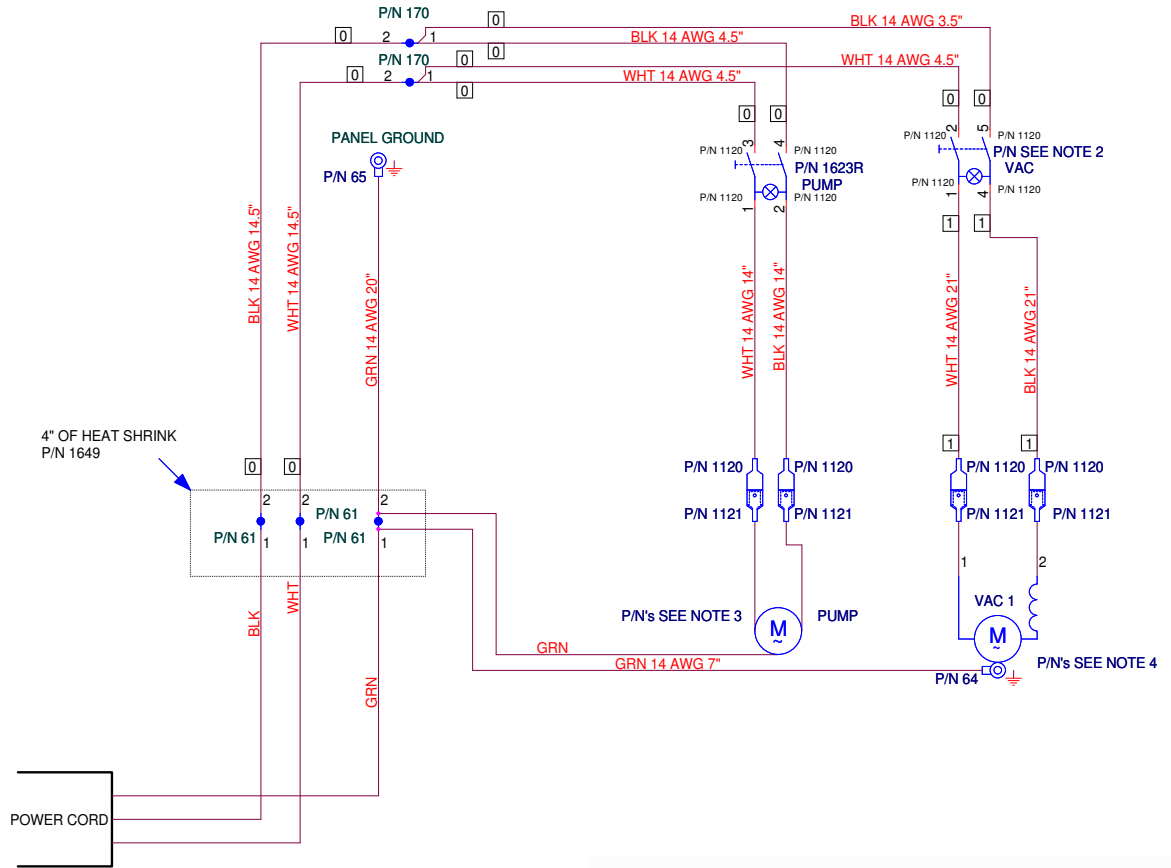 P/N 170
0
BLK 14 AWG 3.5"
0
2
1
BLK 14 AWG 4.5"
0
P/N 170
0
WHT 14 AWG 4.5"
0
2
1
WHT 14 AWG 4.5"
0
0
0
0
0
PANEL GROUND
P/N 65
3
4
P/N 1120
P/N 1120
P/N 1623R
PUMP
P/N 1120
P/N 1120
1
2
2
5
P/N 1120
P/N 1120
P/N SEE NOTE 2
VAC
P/N 1120
P/N 1120
1
4
1
1
BLK 14 AWG 14.5"
WHT 14 AWG 14.5"
GRN 14 AWG 20"
WHT 14 AWG 14"
BLK 14 AWG 14"
WHT 14 AWG 21"
BLK 14 AWG 21"
4" OF HEAT SHRINK
P/N 1649
0
0
1
1
P/N 1120
P/N 1120
P/N 1120
P/N 1120
2
2
2
P/N 61
P/N 61
P/N 61
1
1
1
P/N 1121
P/N 1121
P/N 1121
P/N 1121
1
2
BLK
WHT
P/N's SEE NOTE 3
M
~
PUMP
VAC 1
M
~
GRN
GRN 14 AWG 7"
P/N's SEE NOTE 4
P/N 64
GRN
POWER CORD